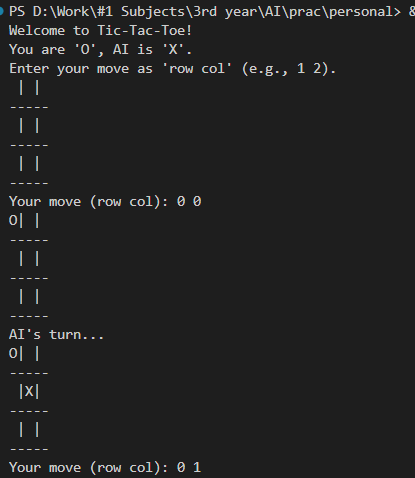 PS D:\Work\#1 Subjects\3rd year\AI\prac\personal> &
Welcome to Tic-Tac-Toe!
You are 'O', AI is 'X'.
Enter your move as 'row col' (e.g., 1 2).
 | | 
-----
 | | 
-----
 | | 
-----
Your move (row col): 0 0
O| | 
-----
 | | 
-----
 | | 
-----
AI's turn...
O| | 
-----
 |X| 
-----
 | | 
-----
Your move (row col): 0 1